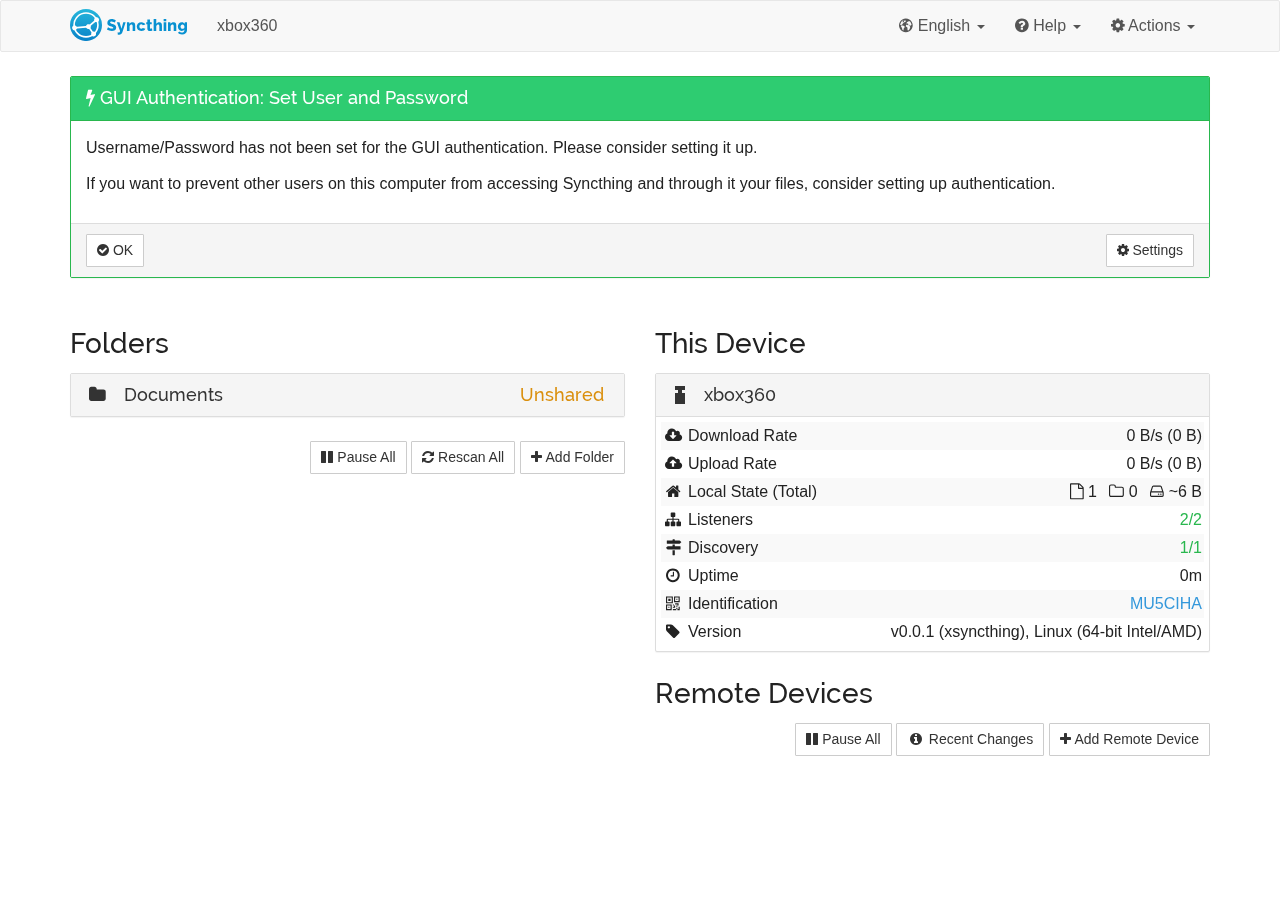 Syncthing xbox360 English Help Actions
GUI Authentication: Set User and Password
Username/Password has not been set for the GUI authentication. Please consider setting it up.
If you want to prevent other users on this computer from accessing Syncthing and through it your files, consider setting up authentication.
OK Settings
Folders
Documents Unshared
Pause All Rescan All Add Folder
This Device
xbox360
Download Rate 0 B/s (0 B)
Upload Rate 0 B/s (0 B)
Local State (Total) 1 0 ~6 B
Listeners 2/2
Discovery 1/1
Uptime 0m
Identification MU5CIHA
Version v0.0.1 (xsyncthing), Linux (64-bit Intel/AMD)
Remote Devices
Pause All Recent Changes Add Remote Device